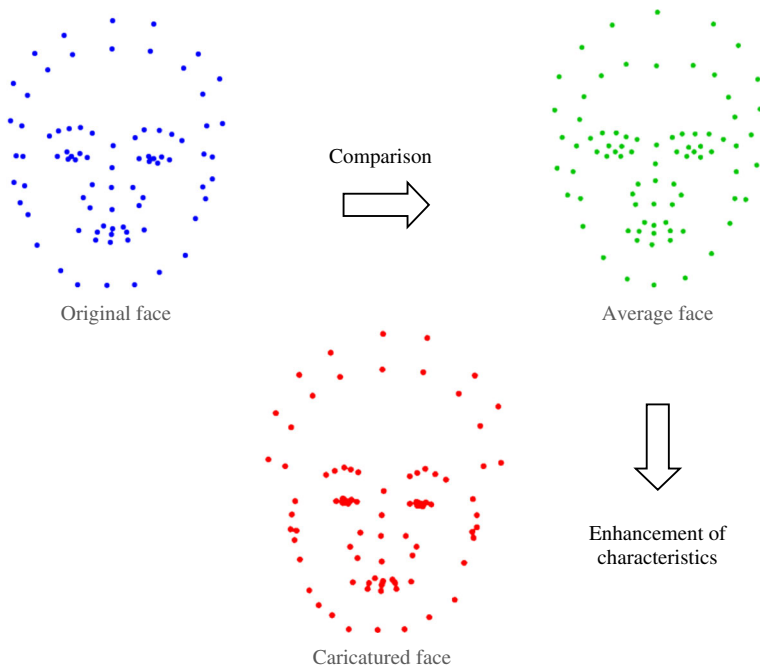 Comparison
Original face
Average face
Enhancement of
characteristics
Caricatured face